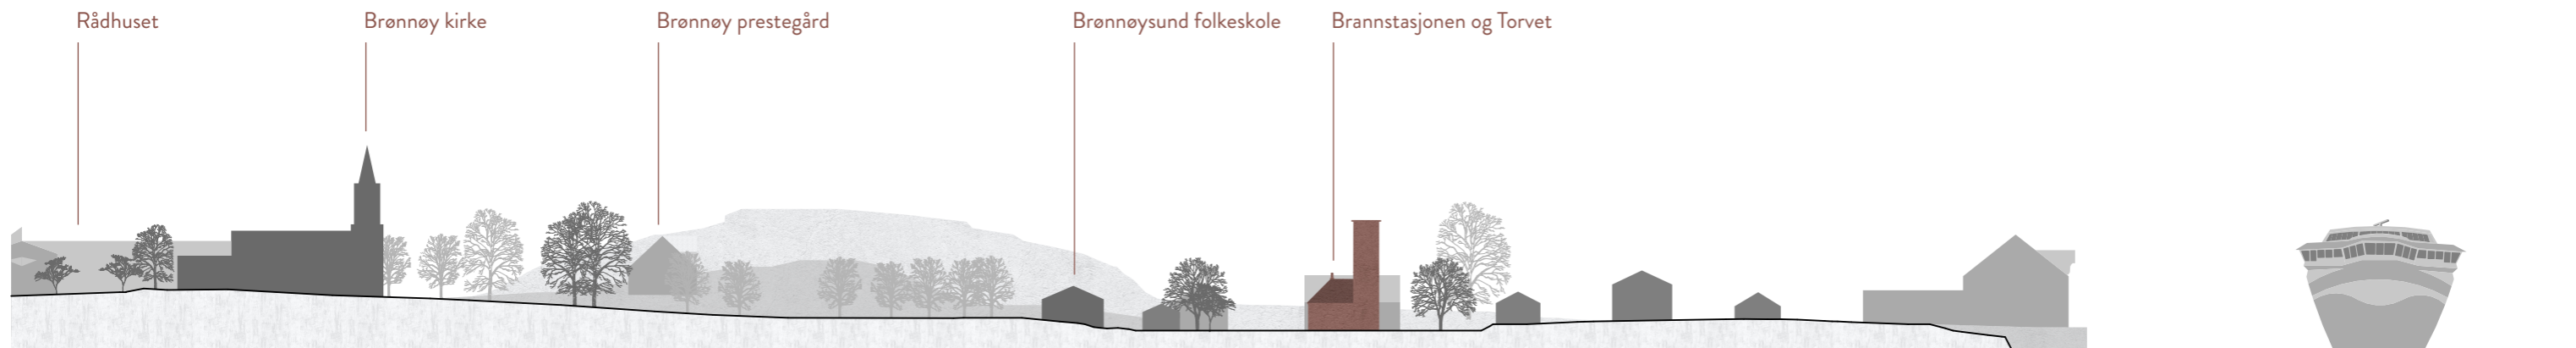 Rådhuset
Brønnøy kirke
Brønnøy prestegård
Brønnøysund folkeskole
Brannstasjonen og Torvet